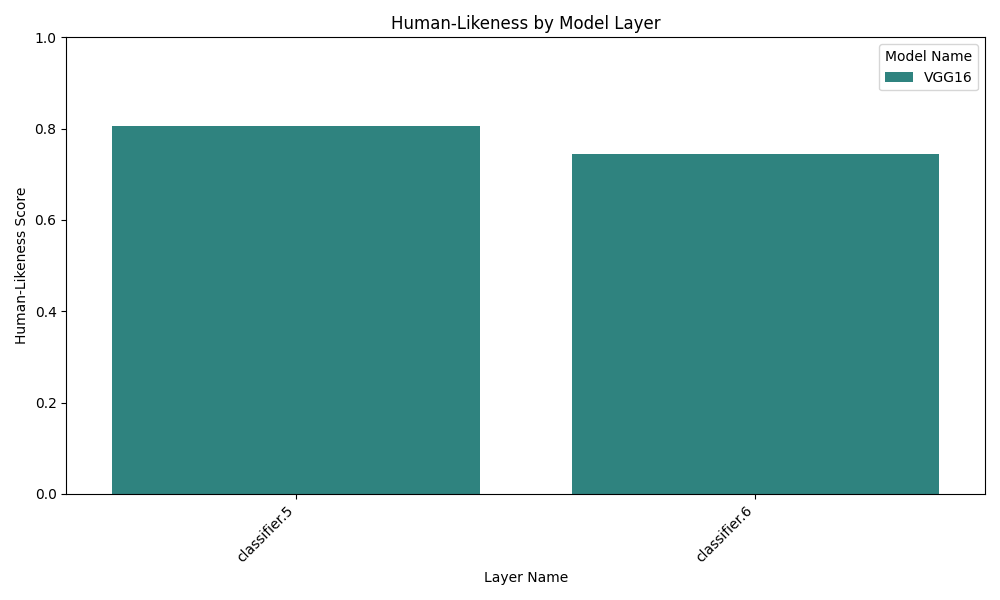 Human-Likeness by Model Layer
Model Name
VGG16
Human-Likeness Score
1.0
0.8
0.6
0.4
0.2
0.0
classifier.5
classifier.6
Layer Name